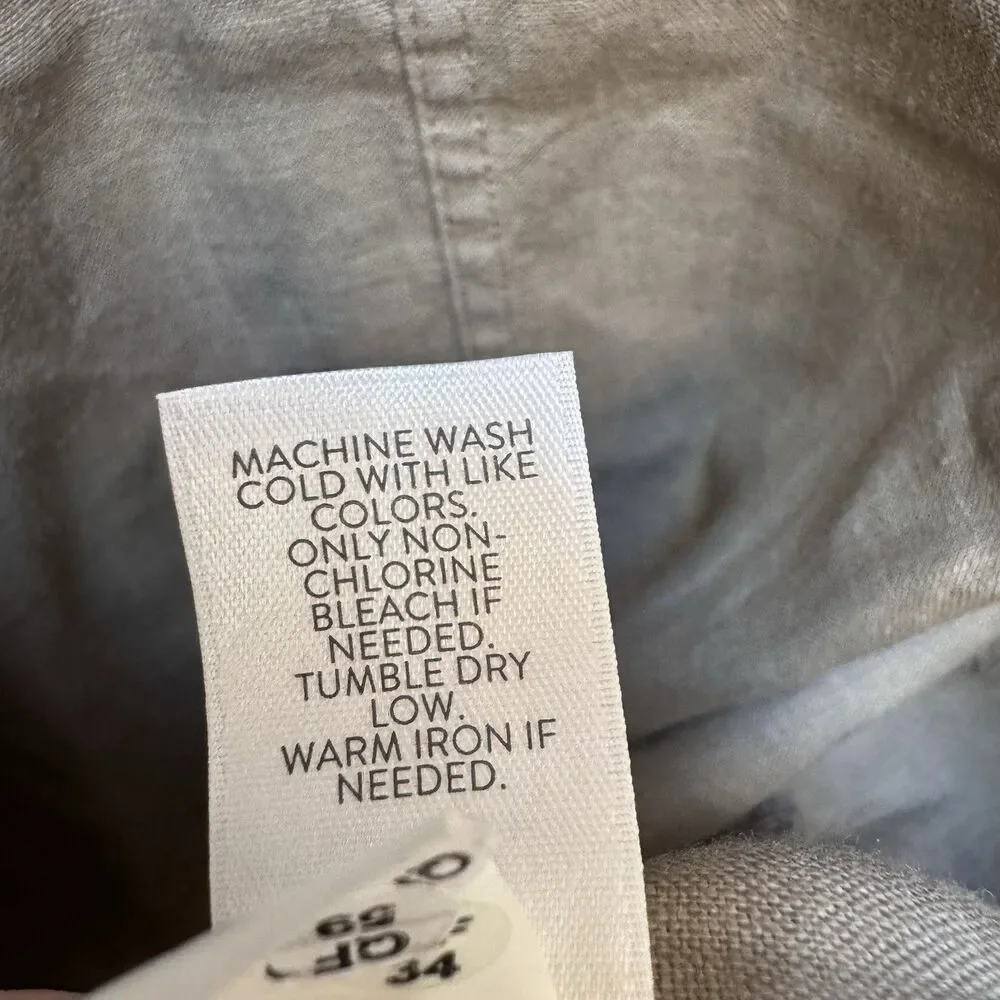 MACHINE WASH
COLD WITH LIKE
COLORS.
ONLY NON-
CHLORINE
BLEACH IF
NEEDED.
TUMBLE DRY
LOW.
WARM IRON IF
NEEDED.
34